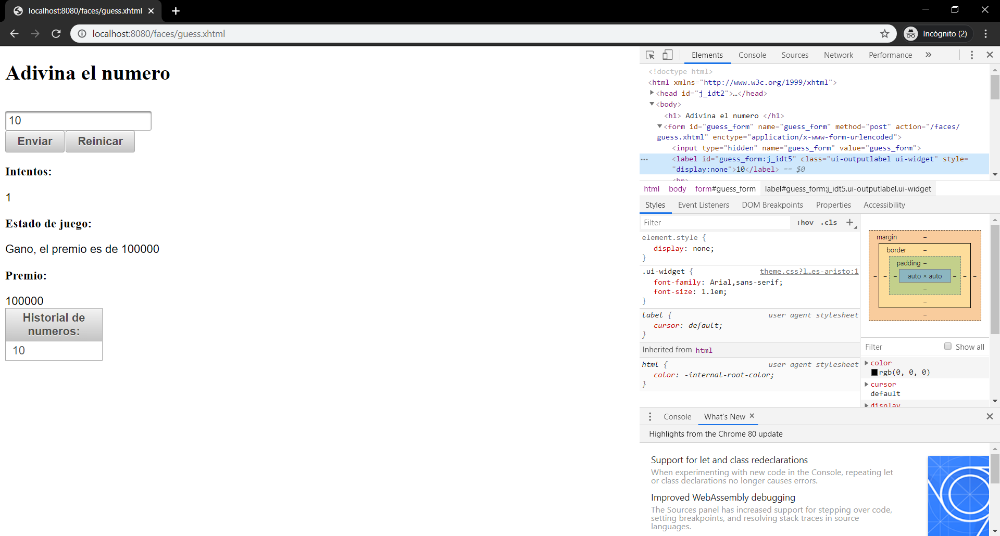 localhost:8080/faces/guess.xhtml
localhost:8080/faces/guess.xhtml
Incógnito (2)
Adivina el numero
10
Enviar
Reinicar
Intentos:
1
Estado de juego:
Gano, el premio es de 100000
Premio:
100000
Historial de
numeros:
10
Elements
Console
Sources
Network
Performance
<!doctype html>
<html xmlns="http://www.w3c.org/1999/xhtml">
<head id="j_idt2">…</head>
<body>
<h1> Adivina el numero </h1>
<form id="guess_form" name="guess_form" method="post" action="/faces/
guess.xhtml" enctype="application/x-www-form-urlencoded">
<input type="hidden" name="guess_form" value="guess_form">
<label id="guess_form:j_idt5" class="ui-outputlabel ui-widget" style=
"display:none">10</label> == $0
<br>
html
body
form#guess_form
label#guess_form:j_idt5.ui-outputlabel.ui-widget
Styles
Event Listeners
DOM Breakpoints
Properties
Accessibility
Filter
:hov
.cls
element.style {
display: none;
}
.ui-widget {
theme.css?l…es-aristo:1
font-family: Arial,sans-serif;
font-size: 1.1em;
}
label {
user agent stylesheet
cursor: default;
}
Inherited from html
html {
user agent stylesheet
color: -internal-root-color;
}
margin
–
border
–
padding –
– – – auto × auto – – –
–
–
–
Filter
Show all
color
rgb(0, 0, 0)
cursor
default
display
Console
What's New
Highlights from the Chrome 80 update
Support for let and class redeclarations
When experimenting with new code in the Console, repeating let
or class declarations no longer causes errors.
Improved WebAssembly debugging
The Sources panel has increased support for stepping over code,
setting breakpoints, and resolving stack traces in source
languages.